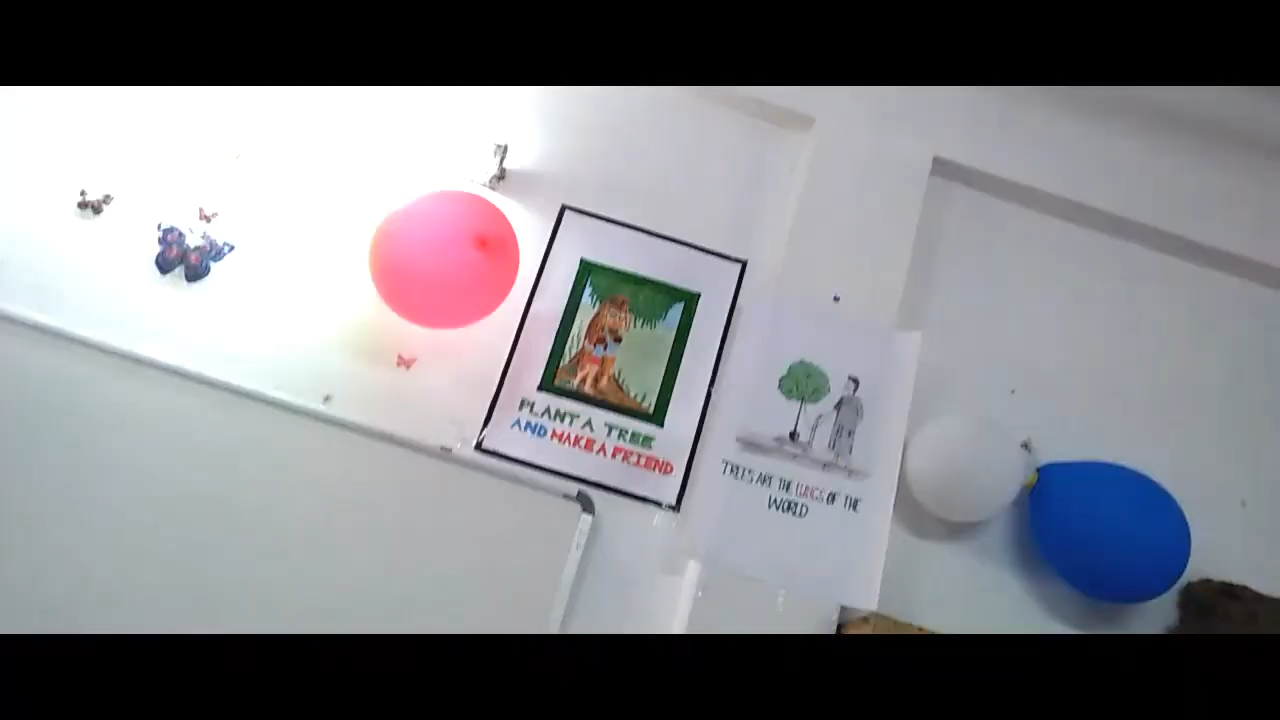 PLANT A TREE
AND MAKE A FRIEND
TREES ARE THE LUNGS OF THE
WORLD